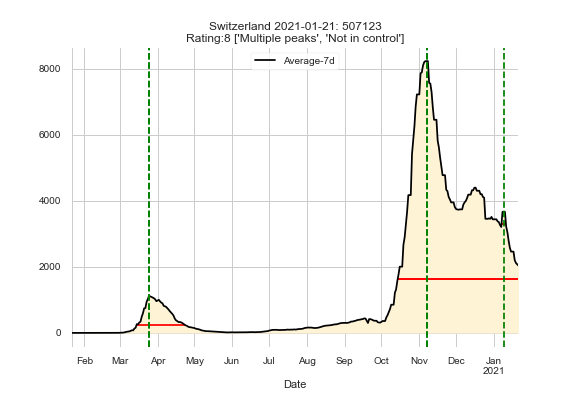 Switzerland 2021-01-21: 507123
Rating:8 ['Multiple peaks', 'Not in control']
Average-7d
8000
6000
4000
2000
0
Feb Mar Apr May Jun Jul Aug Sep Oct Nov Dec Jan
2021
Date